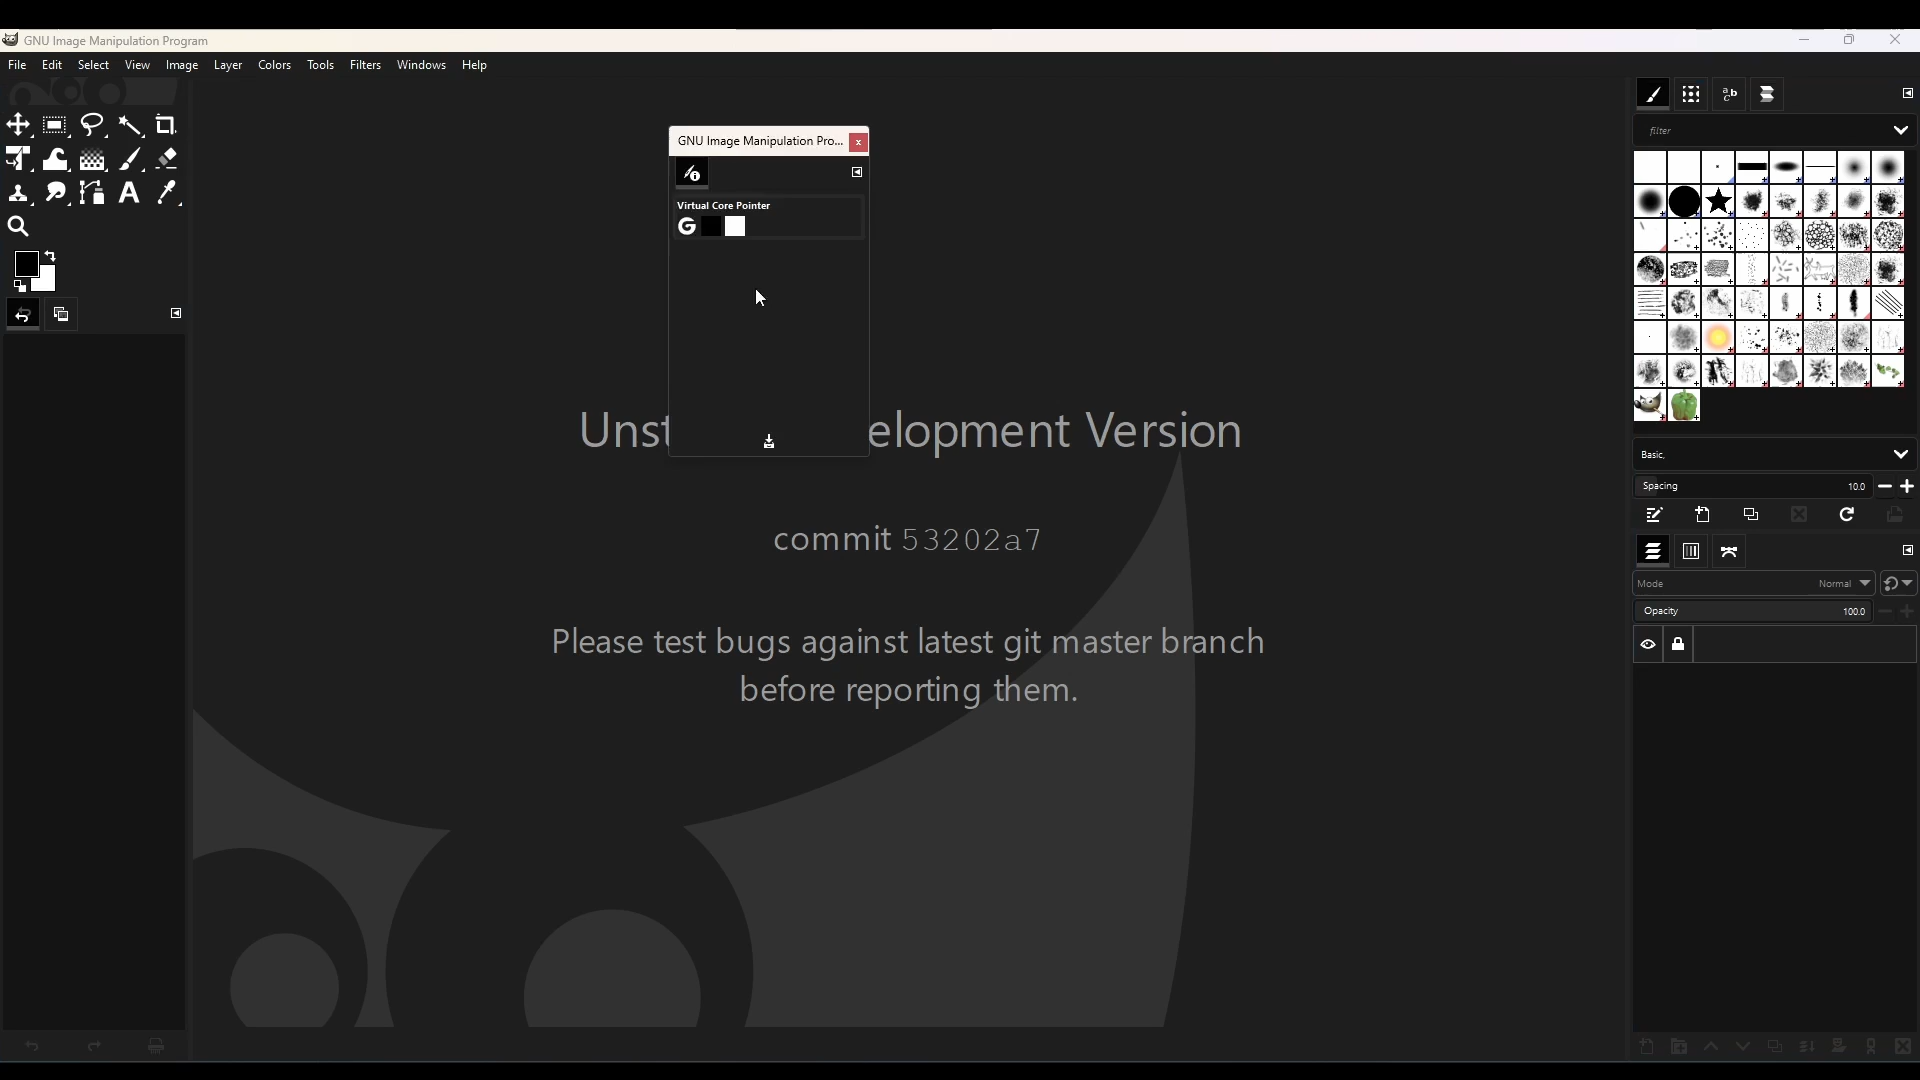 GNU Image Manipulation Program
File Edit Select View Image Layer Colors Tools Filters Windows Help
GNU Image Manipulation Pro...
Virtual Core Pointer
filter
Unst elopment Version
commit 53202a7
Please test bugs against latest git master branch
before reporting them.
Basic,
Spacing 10.0
Mode Normal
Opacity 100.0